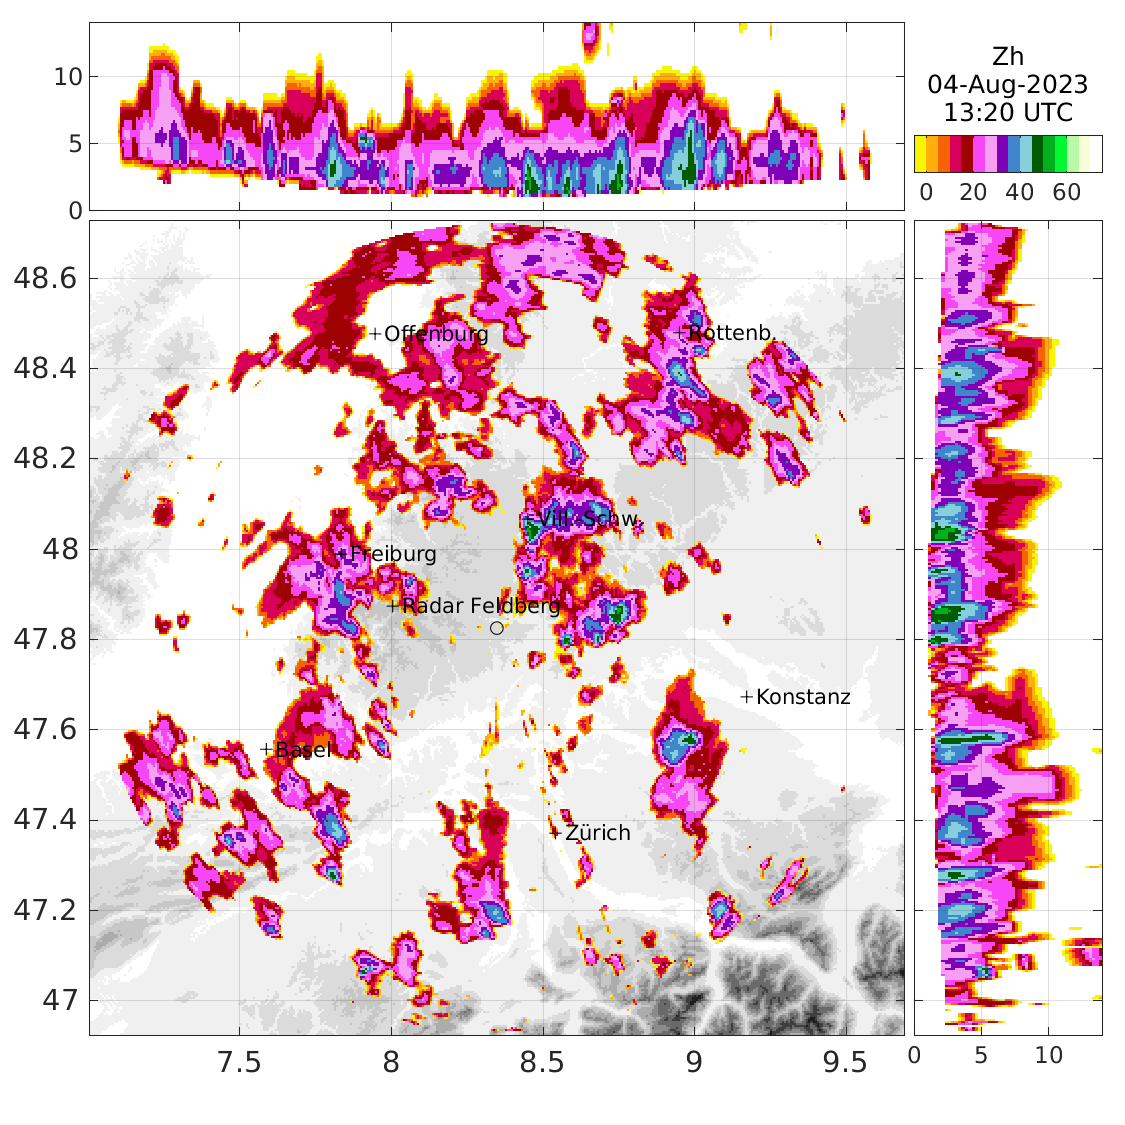 10
5
0
Zh
04-Aug-2023
13:20 UTC
0 20 40 60
48.6
48.4
48.2
48
47.8
47.6
47.4
47.2
47
Offenburg
Rottenb.
Vill.-Schw.
Freiburg
Radar Feldberg
Konstanz
Basel
Zürich
7.5 8 8.5 9 9.5
0 5 10